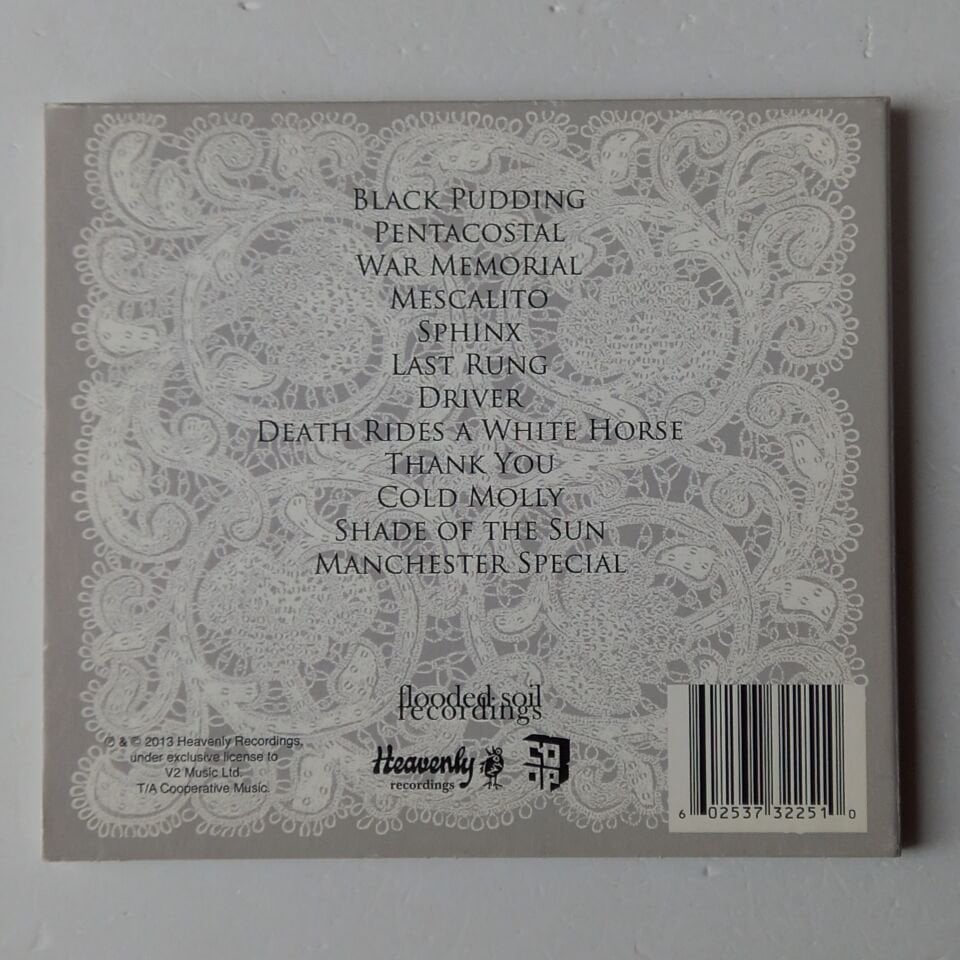 BLACK PUDDING
PENTACOSTAL
WAR MEMORIAL
MESCALITO
SPHINX
LAST RUNG
DRIVER
DEATH RIDES A WHITE HORSE
THANK YOU
COLD MOLLY
SHADE OF THE SUN
MANCHESTER SPECIAL
flooded soil
recordings
℗ & © 2013 Heavenly Recordings,
under exclusive license to
V2 Music Ltd.
T/A Cooperative Music.
Heavenly
recordings
CO
OP
6 02537 32251 0